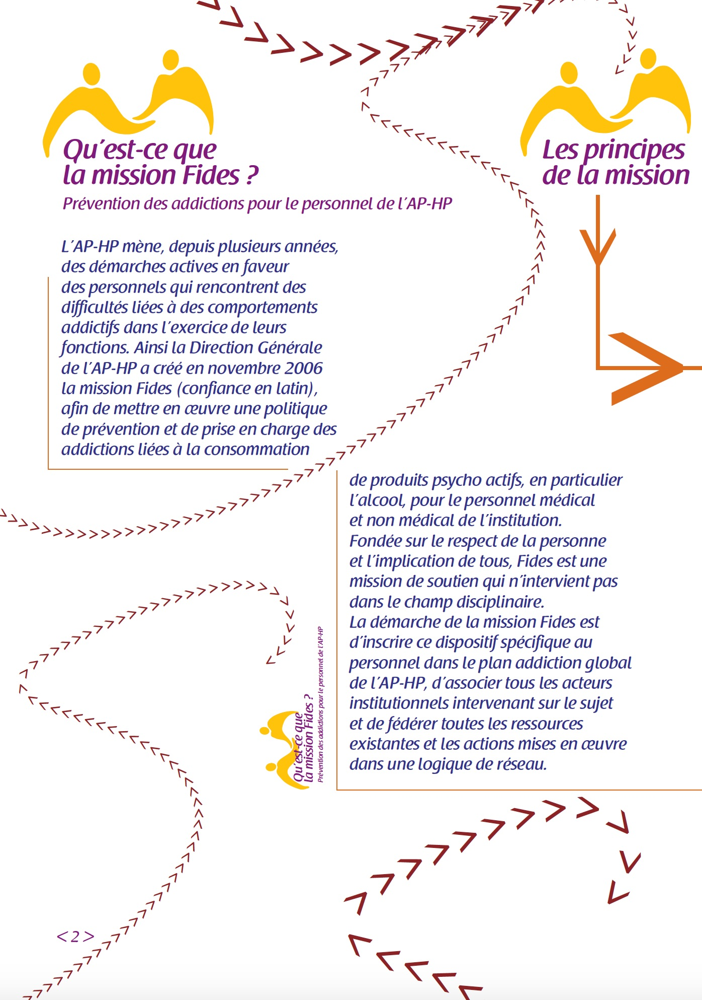 Qu’est-ce que
la mission Fides ?
Prévention des addictions pour le personnel de l’AP-HP
L’AP-HP mène, depuis plusieurs années,
des démarches actives en faveur
des personnels qui rencontrent des
difficultés liées à des comportements
addictifs dans l’exercice de leurs
fonctions. Ainsi la Direction Générale
de l’AP-HP a créé en novembre 2006
la mission Fides (confiance en latin),
afin de mettre en œuvre une politique
de prévention et de prise en charge des
addictions liées à la consommation
de produits psycho actifs, en particulier
l’alcool, pour le personnel médical
et non médical de l’institution.
Fondée sur le respect de la personne
et l’implication de tous, Fides est une
mission de soutien qui n’intervient pas
dans le champ disciplinaire.
La démarche de la mission Fides est
d’inscrire ce dispositif spécifique au
personnel dans le plan addiction global
de l’AP-HP, d’associer tous les acteurs
institutionnels intervenant sur le sujet
et de fédérer toutes les ressources
existantes et les actions mises en œuvre
dans une logique de réseau.
Les principes
de la mission
Qu’est-ce que
la mission Fides ?
Prévention des addictions pour le personnel de l’AP-HP
<2>